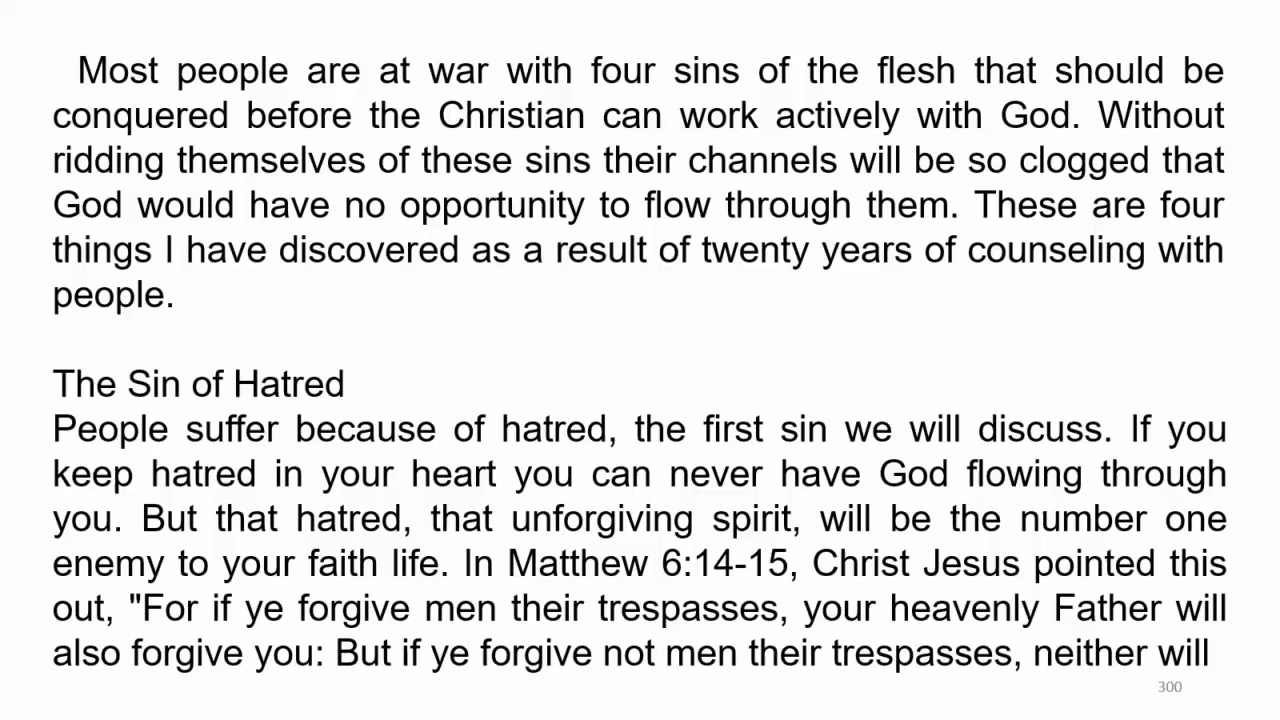 Most people are at war with four sins of the flesh that should be
conquered before the Christian can work actively with God. Without
ridding themselves of these sins their channels will be so clogged that
God would have no opportunity to flow through them. These are four
things I have discovered as a result of twenty years of counseling with
people.
The Sin of Hatred
People suffer because of hatred, the first sin we will discuss. If you
keep hatred in your heart you can never have God flowing through
you. But that hatred, that unforgiving spirit, will be the number one
enemy to your faith life. In Matthew 6:14-15, Christ Jesus pointed this
out, "For if ye forgive men their trespasses, your heavenly Father will
also forgive you: But if ye forgive not men their trespasses, neither will
300